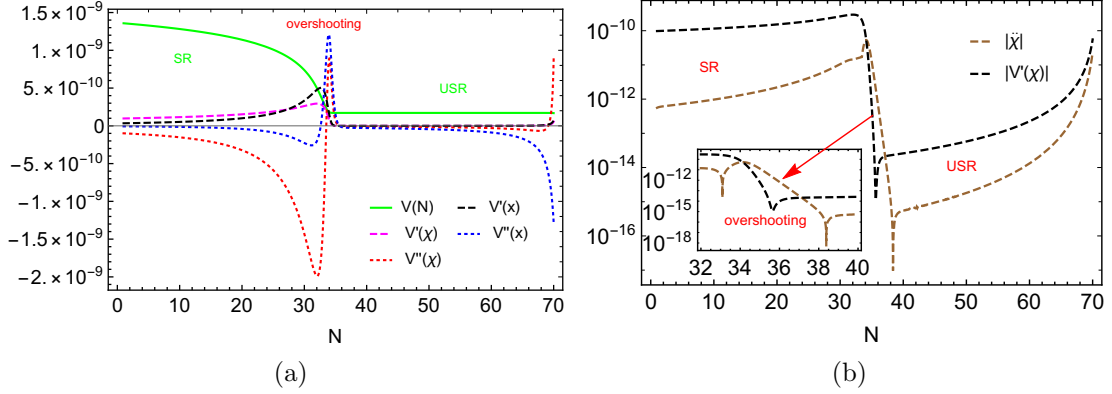 overshooting
1.5×10⁻⁹
1.×10⁻⁹
5.×10⁻¹⁰
0
−5.×10⁻¹⁰
−1.×10⁻⁹
−1.5×10⁻⁹
−2.×10⁻⁹
SR
USR
V(N)
V'(χ)
V''(χ)
V'(x)
V''(x)
0 10 20 30 40 50 60 70
N
(a)
10⁻¹⁰
10⁻¹²
10⁻¹⁴
10⁻¹⁶
SR
USR
|χ̈|
|V'(χ)|
10⁻¹²
10⁻¹⁵
10⁻¹⁸
overshooting
32 34 36 38 40
0 10 20 30 40 50 60 70
N
(b)